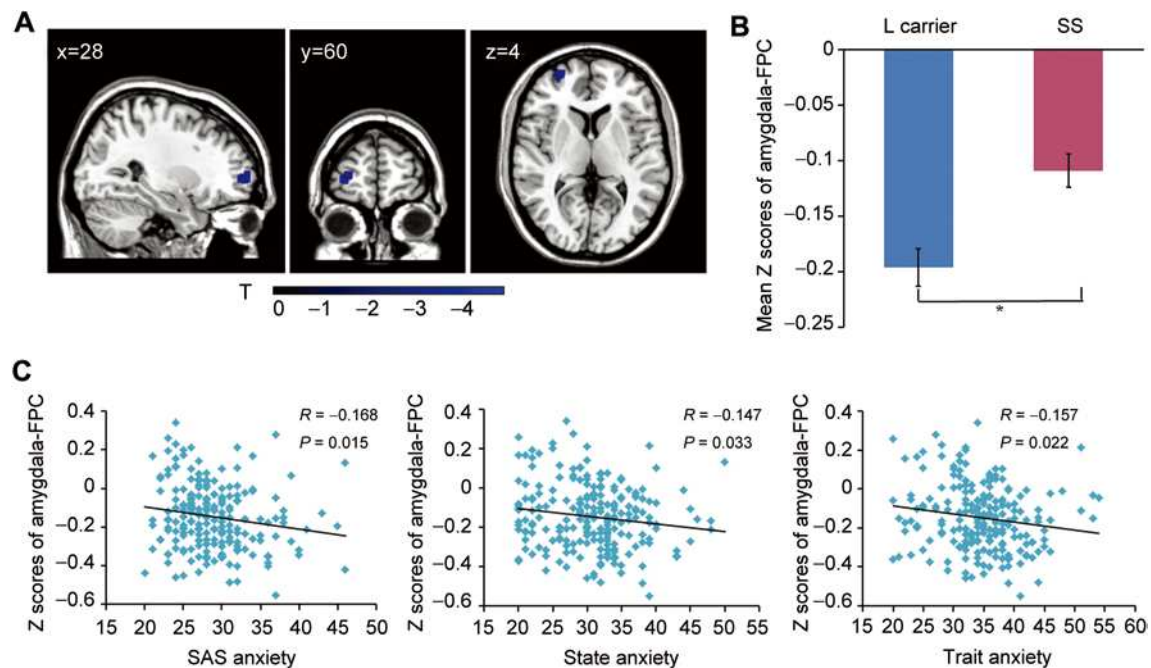 A
x=28
y=60
z=4
T
0 −1 −2 −3 −4
B
L carrier SS
Mean Z scores of amygdala-FPC
0
−0.05
−0.1
−0.15
−0.2
−0.25
*
C
Z scores of amygdala-FPC
0.4
0.2
0
−0.2
−0.4
−0.6
R = −0.168
P = 0.015
15 20 25 30 35 40 45 50
SAS anxiety
Z scores of amygdala-FPC
0.4
0.2
0
−0.2
−0.4
−0.6
R = −0.147
P = 0.033
15 20 25 30 35 40 45 50 55
State anxiety
Z scores of amygdala-FPC
0.4
0.2
0
−0.2
−0.4
−0.6
R = −0.157
P = 0.022
15 20 25 30 35 40 45 50 55 60
Trait anxiety